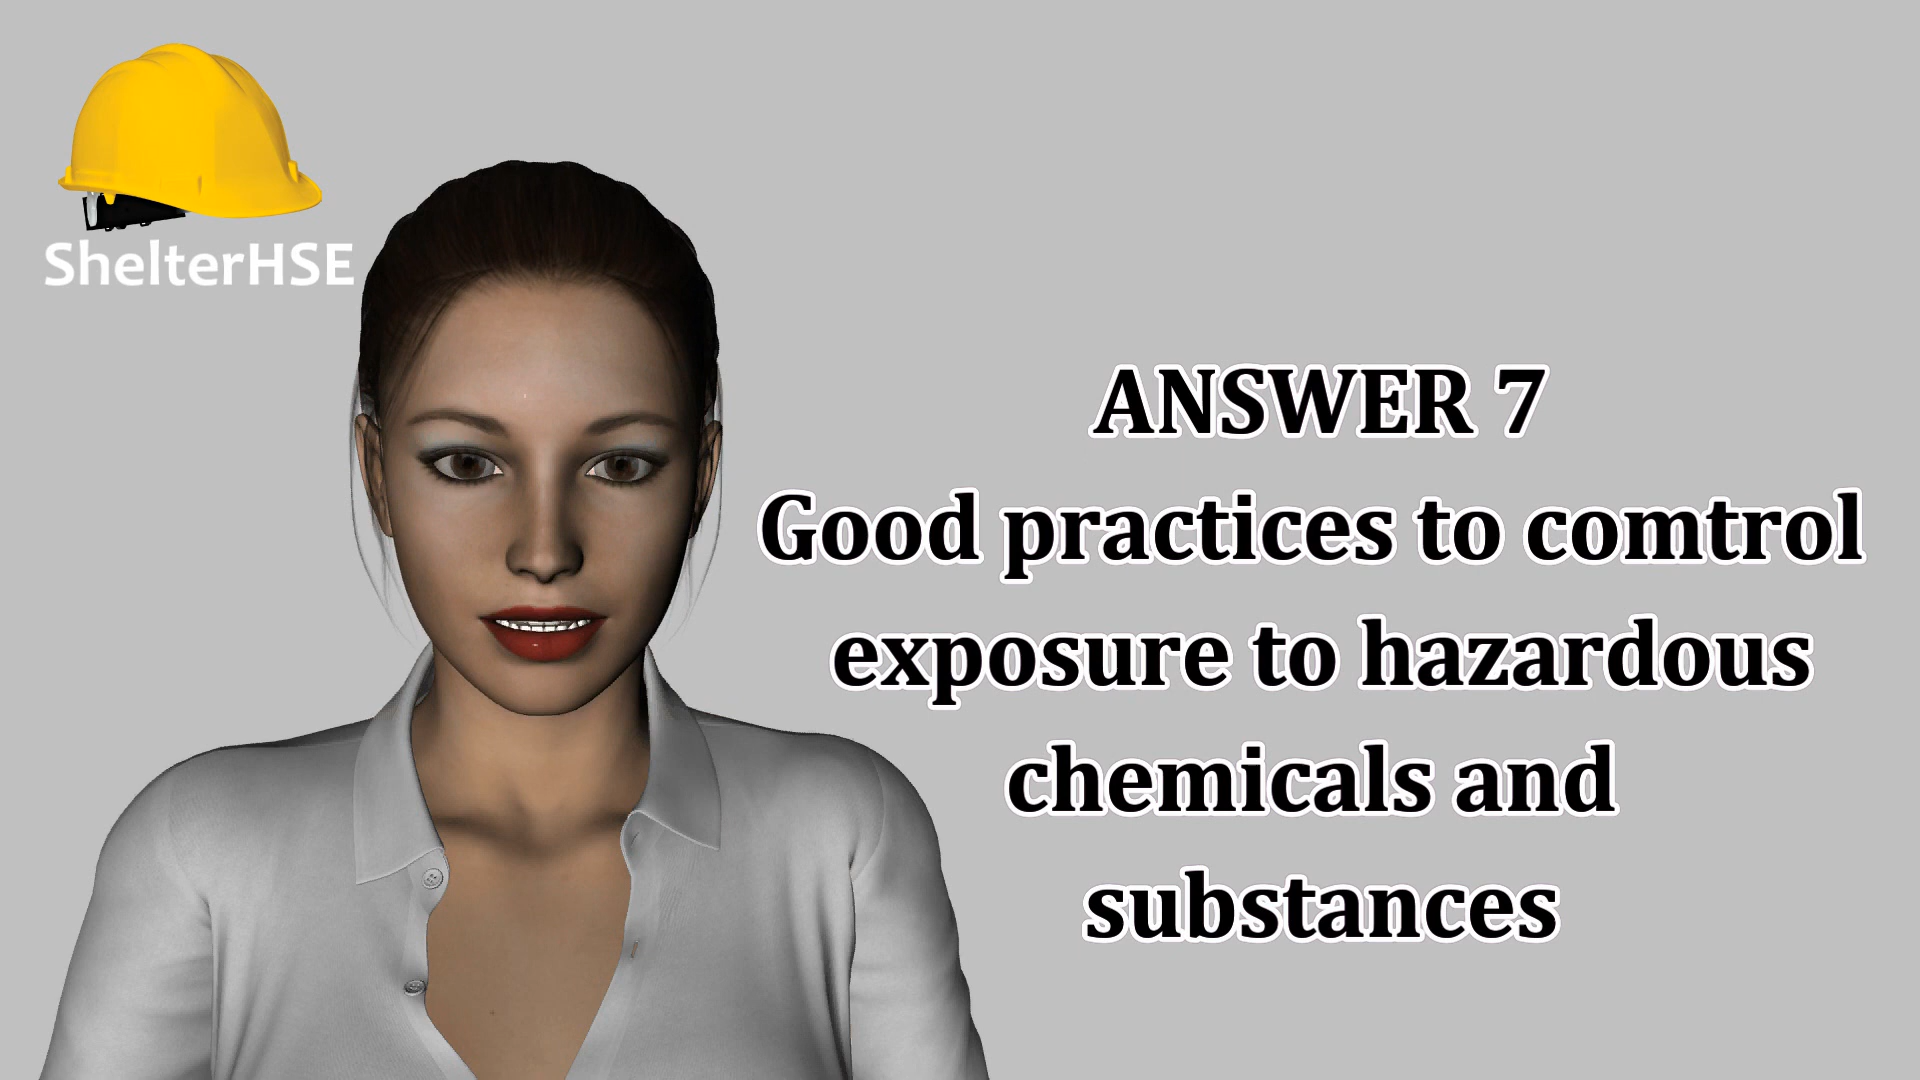 ShelterHSE
ANSWER 7
Good practices to comtrol
exposure to hazardous
chemicals and
substances